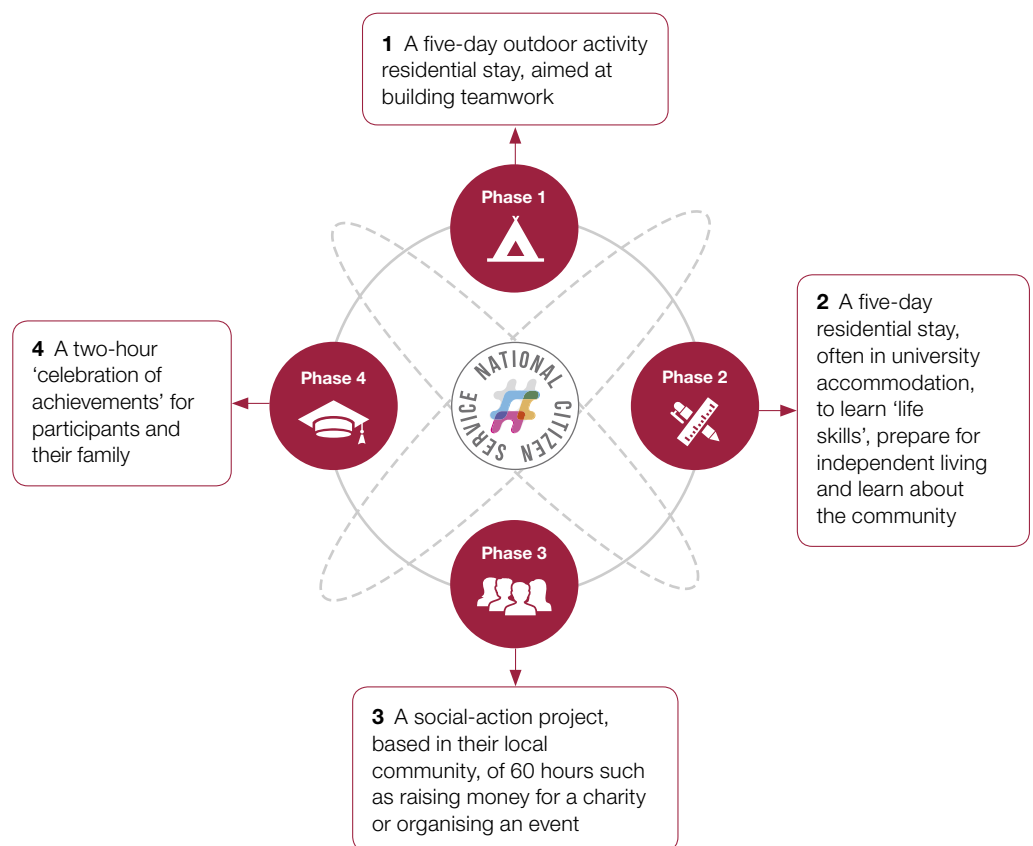 1 A five-day outdoor activity
residential stay, aimed at
building teamwork
Phase 1
2 A five-day
residential stay,
often in university
accommodation,
to learn ‘life
skills’, prepare for
independent living
and learn about
the community
Phase 2
4 A two-hour
‘celebration of
achievements’ for
participants and
their family
Phase 4
NATIONAL CITIZEN SERVICE
Phase 3
3 A social-action project,
based in their local
community, of 60 hours such
as raising money for a charity
or organising an event